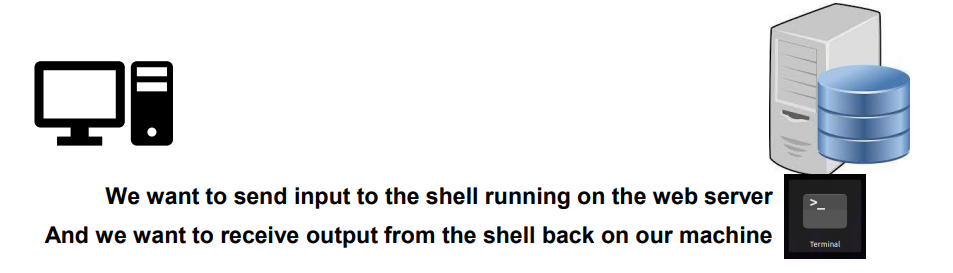 We want to send input to the shell running on the web server
>_
And we want to receive output from the shell back on our machine
Terminal